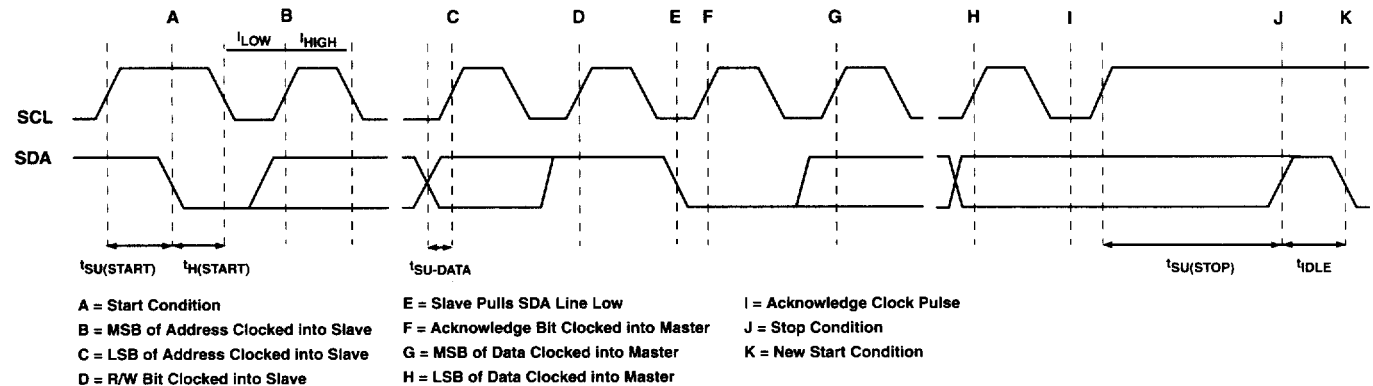 A B C D E F G H I J K
tLOW tHIGH
SCL
SDA
tSU(START) tH(START) tSU-DATA tSU(STOP) tIDLE
A = Start Condition
B = MSB of Address Clocked into Slave
C = LSB of Address Clocked into Slave
D = R/W Bit Clocked into Slave
E = Slave Pulls SDA Line Low
F = Acknowledge Bit Clocked into Master
G = MSB of Data Clocked into Master
H = LSB of Data Clocked into Master
I = Acknowledge Clock Pulse
J = Stop Condition
K = New Start Condition